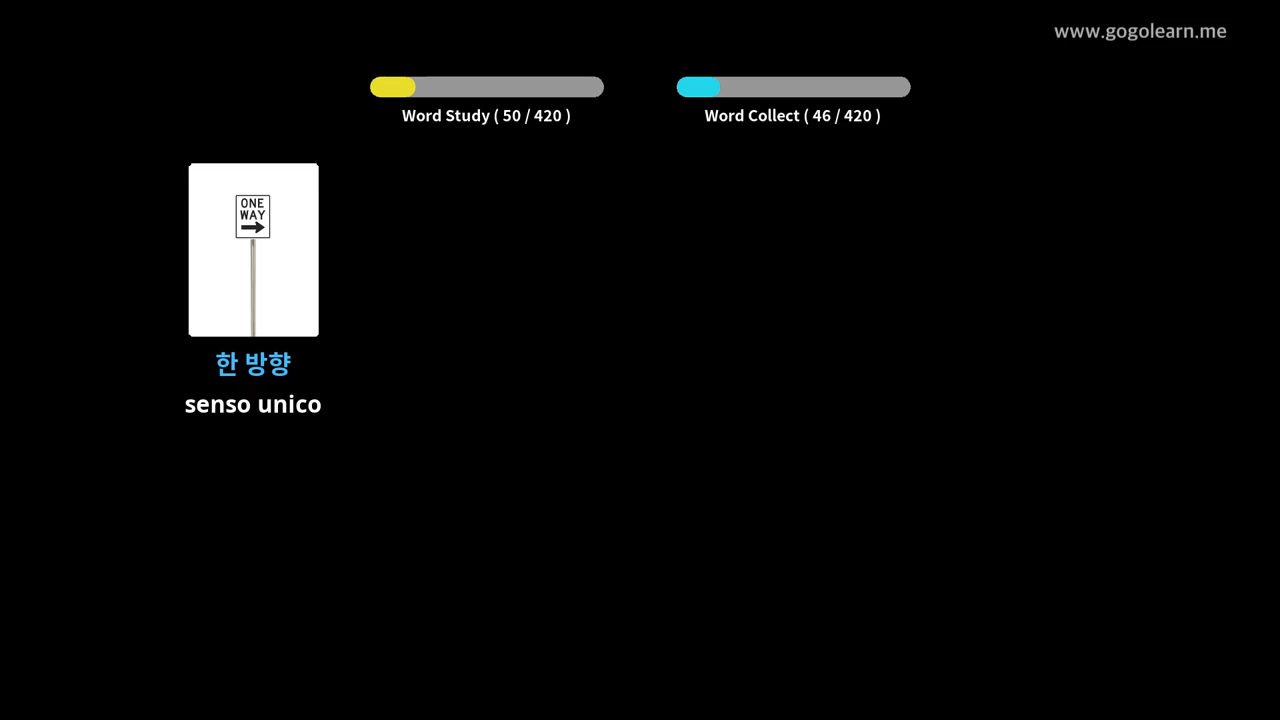 www.gogolearn.me
Word Study ( 50 / 420 )
Word Collect ( 46 / 420 )
ONE
WAY
한 방향
senso unico